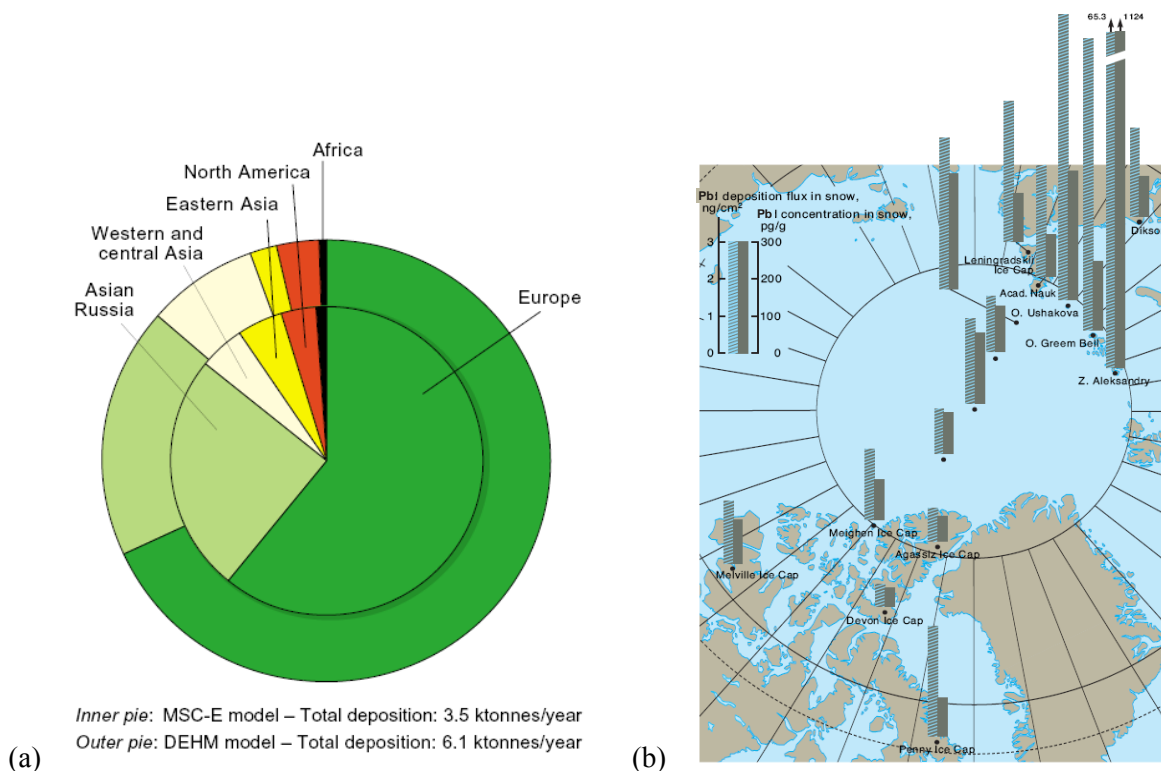 Africa
North America
Eastern Asia
Western and
central Asia
Asian
Russia
Europe
Inner pie: MSC-E model – Total deposition: 3.5 ktonnes/year
Outer pie: DEHM model – Total deposition: 6.1 ktonnes/year
(a)
65.3
1124
Pb| deposition flux in snow,
ng/cm²
Pb| concentration in snow,
pg/g
3
300
2
200
1
100
0
0
Dikso
Leningradski
Ice Cap
Acad. Nauk
O. Ushakova
O. Greem Bell
Z. Aleksandry
Meighen Ice Cap
Agassiz Ice Cap
Melville Ice Cap
Devon Ice Cap
Penny Ice Cap
(b)